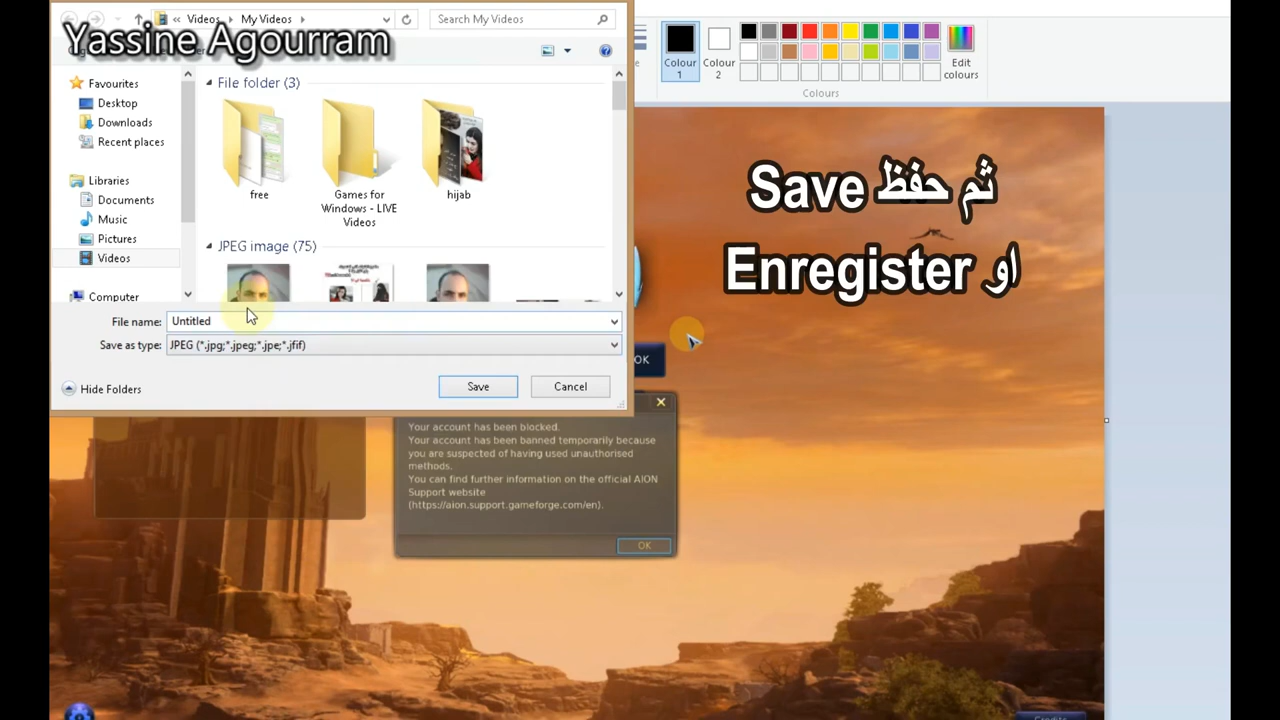 Videos
My Videos
Search My Videos
Yassine Agourram
Favourites
Desktop
Downloads
Recent places
Libraries
Documents
Music
Pictures
Videos
Computer
File folder (3)
free
Games for
Windows - LIVE
Videos
hijab
JPEG image (75)
File name:
Untitled
Save as type:
JPEG (*.jpg;*.jpeg;*.jpe;*.jfif)
Hide Folders
Save
Cancel
Colour
1
Colour
2
Edit
colours
Colours
ثم حفظ Save
او Enregister
OK
Your account has been blocked.
Your account has been banned temporarily because
you are suspected of having used unauthorised
methods.
You can find further information on the official AION
Support website
(https://aion.support.gameforge.com/en).
OK
Credits